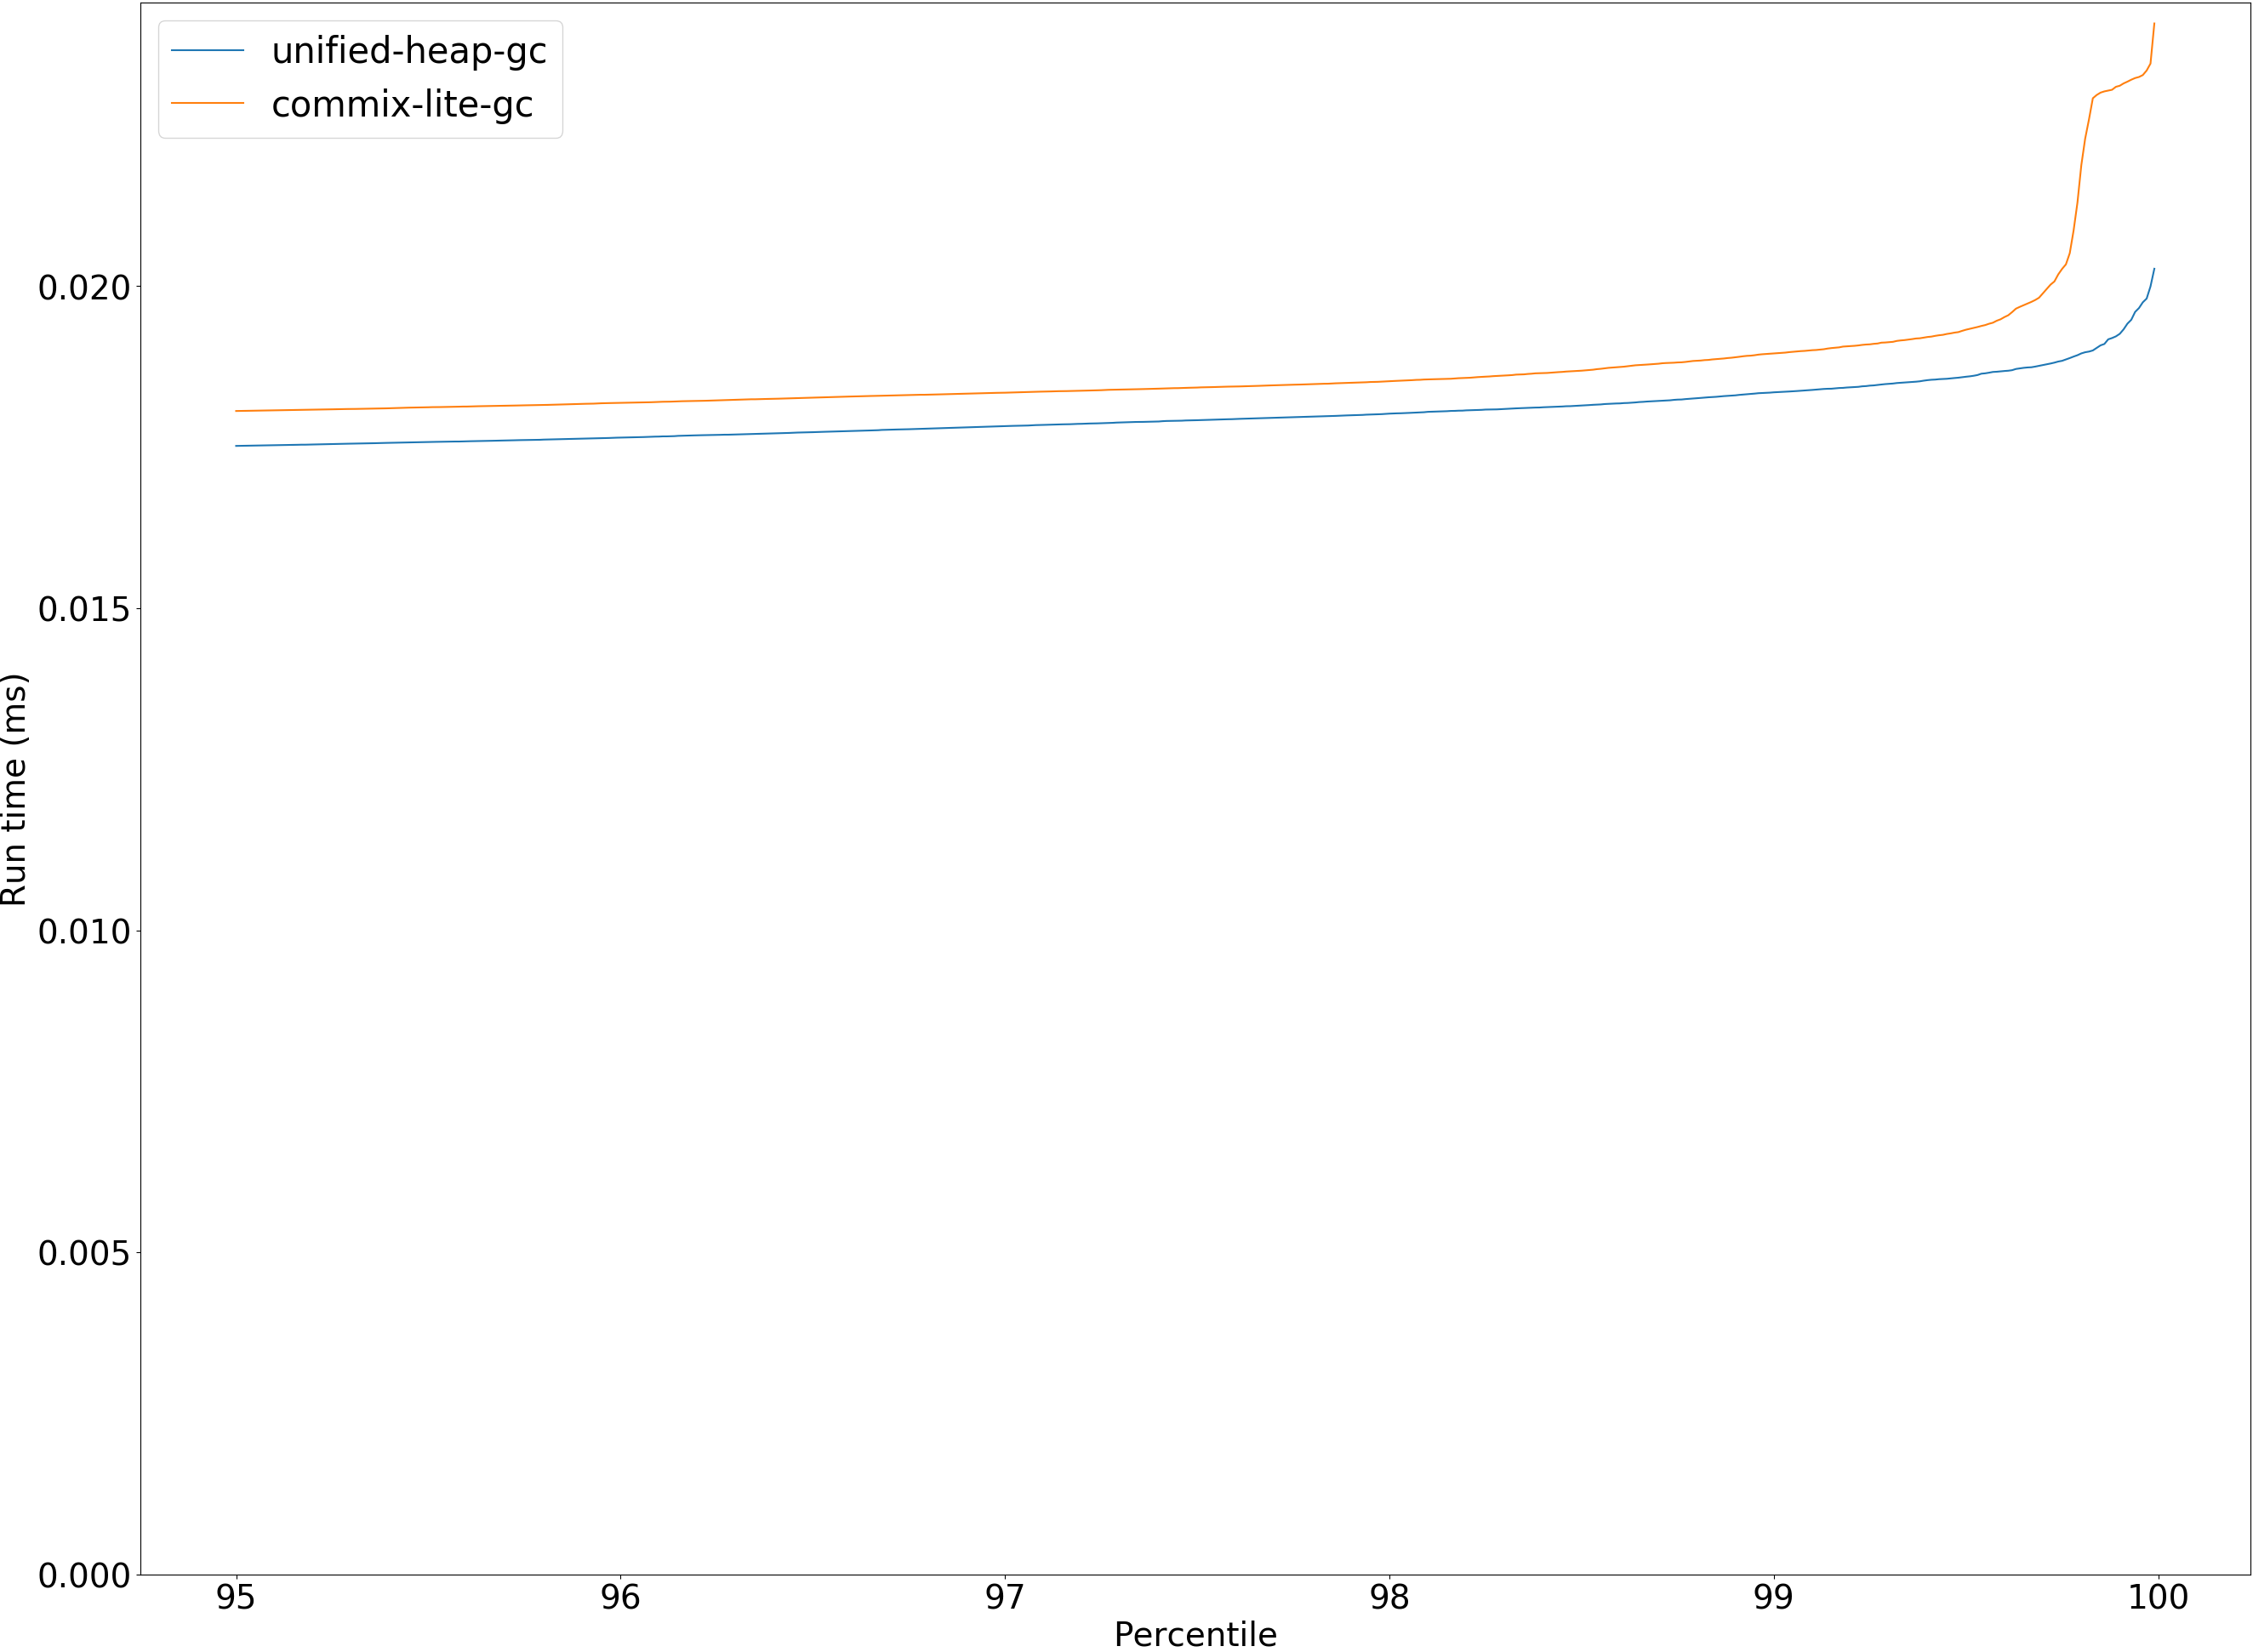 unified-heap-gc
commix-lite-gc
0.020
0.015
0.010
0.005
0.000
Run time (ms)
95 96 97 98 99 100
Percentile